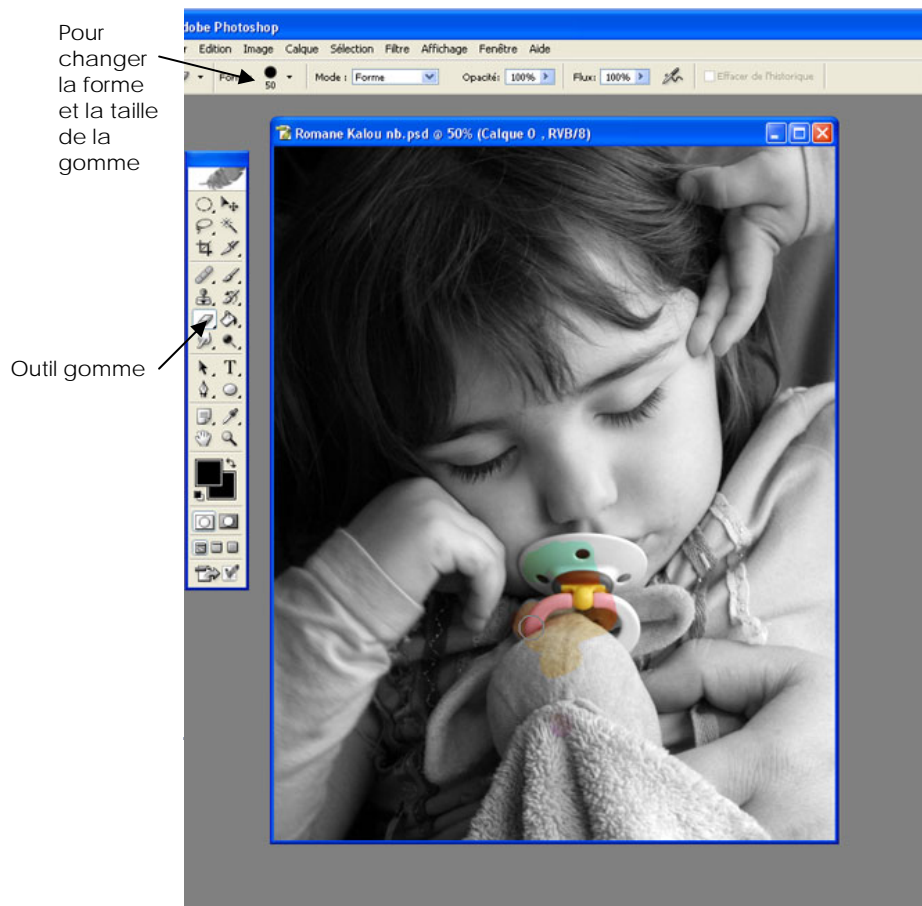 Pour
changer
la forme
et la taille
de la
gomme
dobe Photoshop
r Edition Image Calque Sélection Filtre Affichage Fenêtre Aide
50 Mode : Forme Opacité: 100% Flux: 100% Effacer de l'historique
Romane Kalou nb.psd @ 50% (Calque 0 , RVB/8)
T
Outil gomme